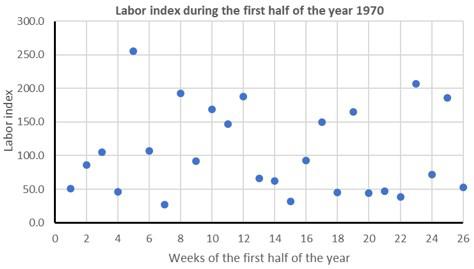 Labor index during the first half of the year 1970
300.0
250.0
200.0
150.0
100.0
50.0
0.0
Labor index
0 2 4 6 8 10 12 14 16 18 20 22 24 26
Weeks of the first half of the year